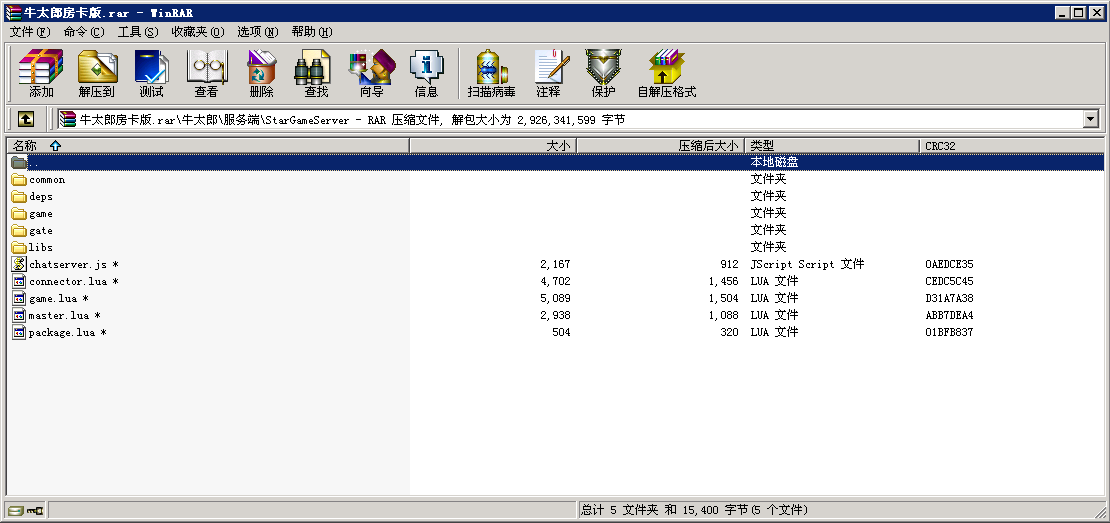 牛太郎房卡版.rar - WinRAR
文件(F) 命令(C) 工具(S) 收藏夹(O) 选项(N) 帮助(H)
添加 解压到 测试 查看 删除 查找 向导 信息 扫描病毒 注释 保护 自解压格式
牛太郎房卡版.rar\牛太郎\服务端\StarGameServer - RAR 压缩文件, 解包大小为 2,926,341,599 字节
名称 大小 压缩后大小 类型 CRC32
.. 本地磁盘
common 文件夹
deps 文件夹
game 文件夹
gate 文件夹
libs 文件夹
chatserver.js * 2,167 912 JScript Script 文件 0AEDCE35
connector.lua * 4,702 1,456 LUA 文件 CEDC5C45
game.lua * 5,089 1,504 LUA 文件 D31A7A38
master.lua * 2,938 1,088 LUA 文件 ABB7DEA4
package.lua * 504 320 LUA 文件 01BFB837
总计 5 文件夹 和 15,400 字节(5 个文件)